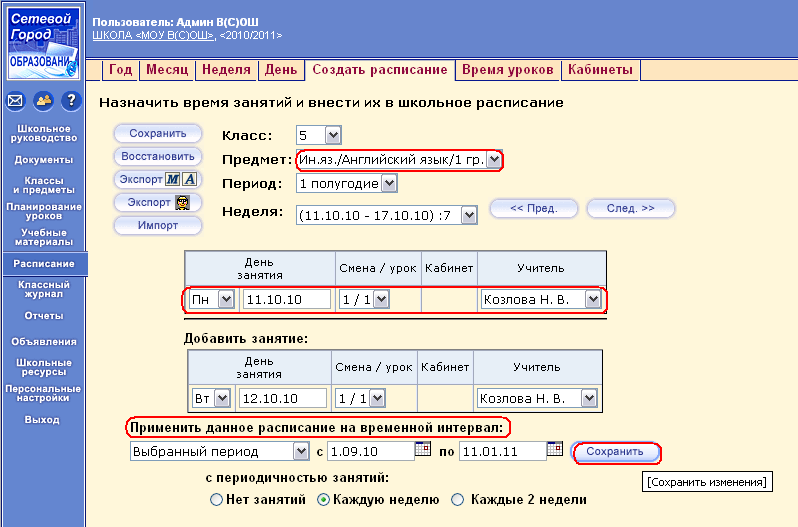 Сетевой
Город
ОБРАЗОВАНИ
Пользователь: Админ В(С)ОШ
ШКОЛА <МОУ В(С)ОШ>, <2010/2011>
Год Месяц Неделя День Создать расписание Время уроков Кабинеты
?
Школьное
руководство
Документы
Классы
и предметы
Планирование
уроков
Учебные
материалы
Расписание
Классный
журнал
Отчеты
Объявления
Школьные
ресурсы
Персональные
настройки
Выход
Назначить время занятий и внести их в школьное расписание
Сохранить
Восстановить
Экспорт M A
Экспорт
Импорт
Класс: 5
Предмет: Ин.яз./Английский язык/1 гр.
Период: 1 полугодие
Неделя: (11.10.10 - 17.10.10) :7 << Пред. След. >>
День
занятия Смена / урок Кабинет Учитель
Пн 11.10.10 1 / 1 Козлова Н. В.
Добавить занятие:
День
занятия Смена / урок Кабинет Учитель
Вт 12.10.10 1 / 1 Козлова Н. В.
Применить данное расписание на временной интервал:
Выбранный период с 1.09.10 по 11.01.11 Сохранить
с периодичностью занятий:
[Сохранить изменения]
Нет занятий Каждую неделю Каждые 2 недели